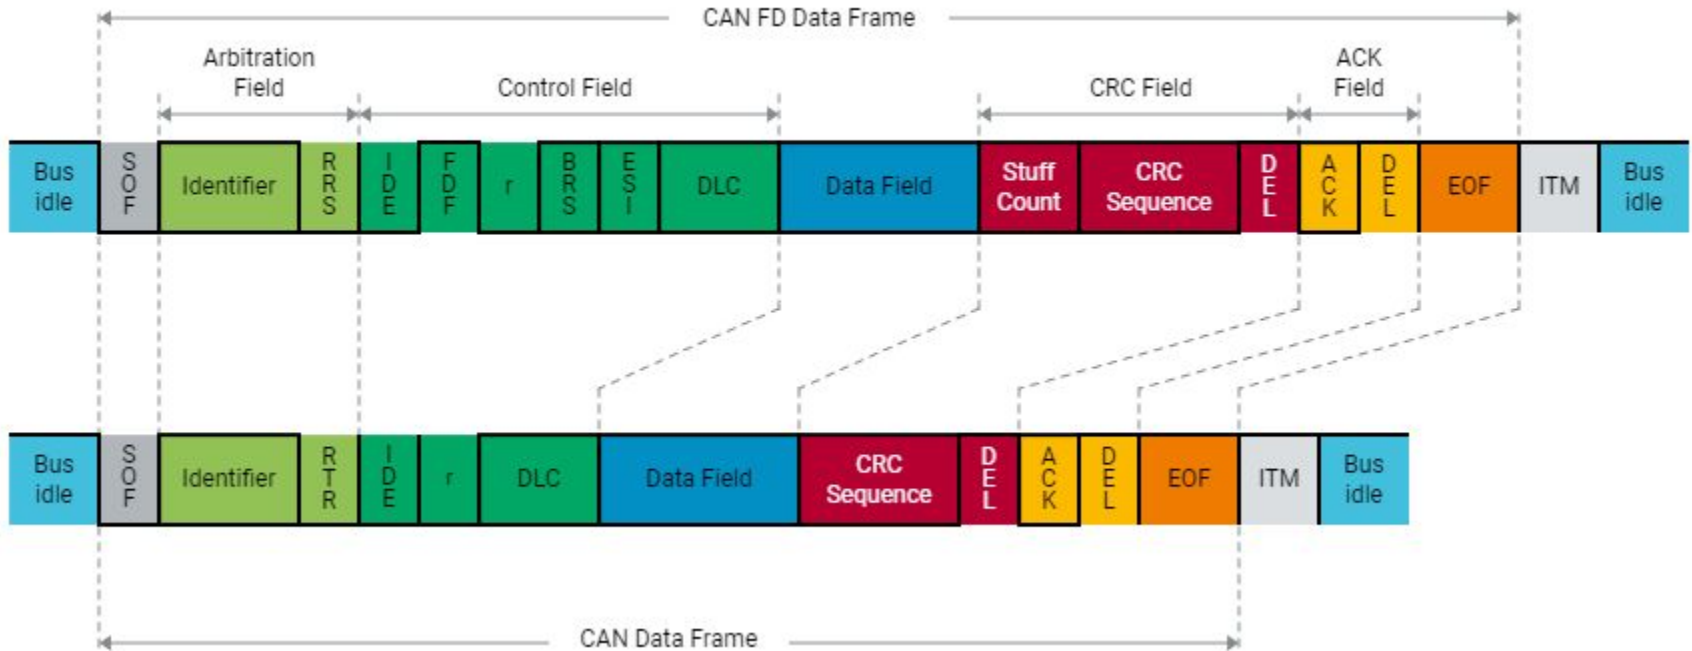 CAN FD Data Frame
Arbitration
Field
Control Field
CRC Field
ACK
Field
Bus
idle
SOF
Identifier
RRS
IDE
FDF
r
BRS
ESI
DLC
Data Field
Stuff
Count
CRC
Sequence
DEL
ACK
DEL
EOF
ITM
Bus
idle
Bus
idle
SOF
Identifier
RTR
IDE
r
DLC
Data Field
CRC
Sequence
DEL
ACK
DEL
EOF
ITM
Bus
idle
CAN Data Frame